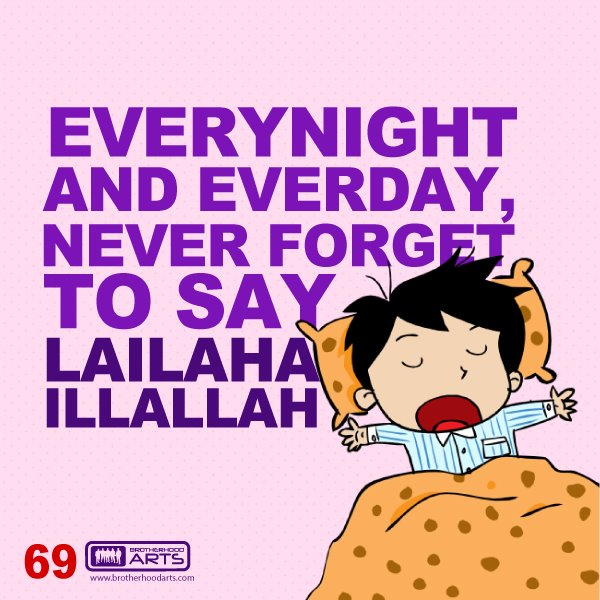 EVERYNIGHT
AND EVERDAY,
NEVER FORGET
TO SAY
LAILAHA
ILLALLAH
69
BROTHERHOOD
ARTS
www.brotherhoodarts.com